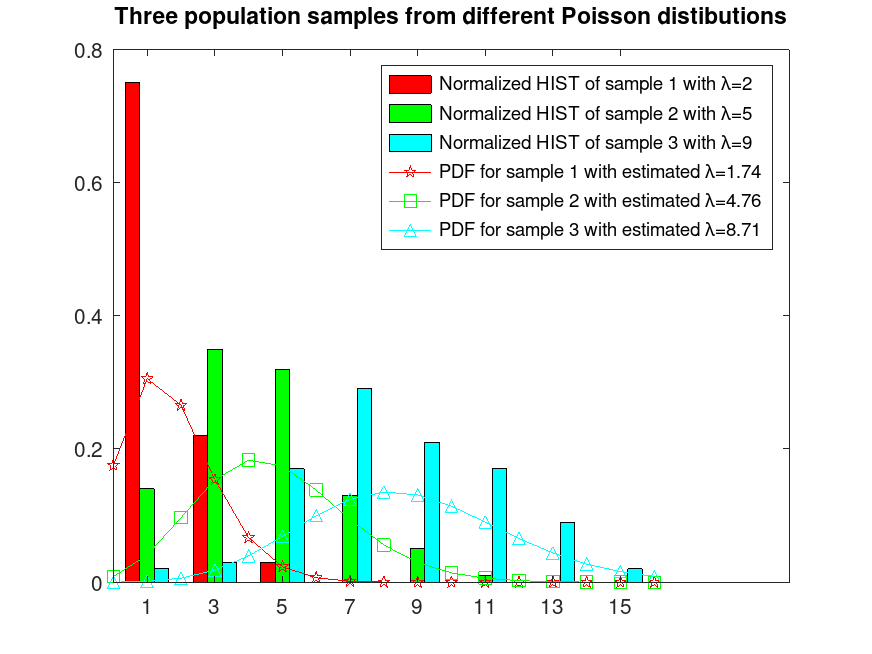 Three population samples from different Poisson distibutions
0.8
0.6
0.4
0.2
0
Normalized HIST of sample 1 with λ=2
Normalized HIST of sample 2 with λ=5
Normalized HIST of sample 3 with λ=9
PDF for sample 1 with estimated λ=1.74
PDF for sample 2 with estimated λ=4.76
PDF for sample 3 with estimated λ=8.71
1 3 5 7 9 11 13 15